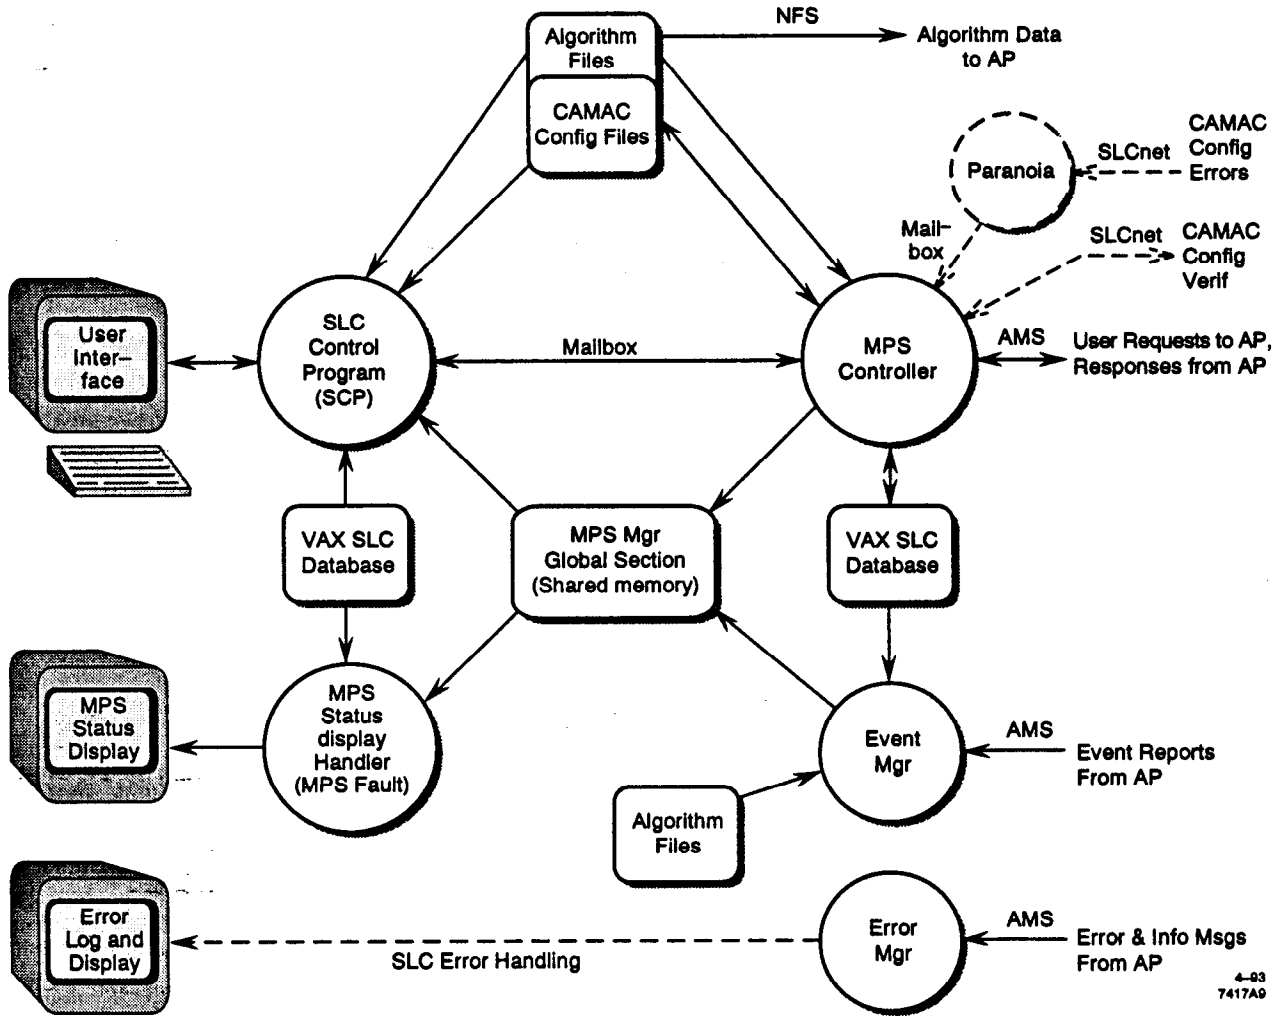 NFS
Algorithm
Files
Algorithm Data
to AP
CAMAC
Config Files
Paranoia
SLCnet
CAMAC
Config
Errors
Mail-
box
SLCnet
CAMAC
Config
Verif
User
Inter-
face
SLC
Control
Program
(SCP)
Mailbox
MPS
Controller
AMS
User Requests to AP,
Responses from AP
VAX SLC
Database
MPS Mgr
Global Section
(Shared memory)
VAX SLC
Database
MPS
Status
Display
MPS
Status
display
Handler
(MPS Fault)
Event
Mgr
AMS
Event Reports
From AP
Algorithm
Files
Error
Log and
Display
SLC Error Handling
Error
Mgr
AMS
Error & Info Msgs
From AP
4-93
7417A9